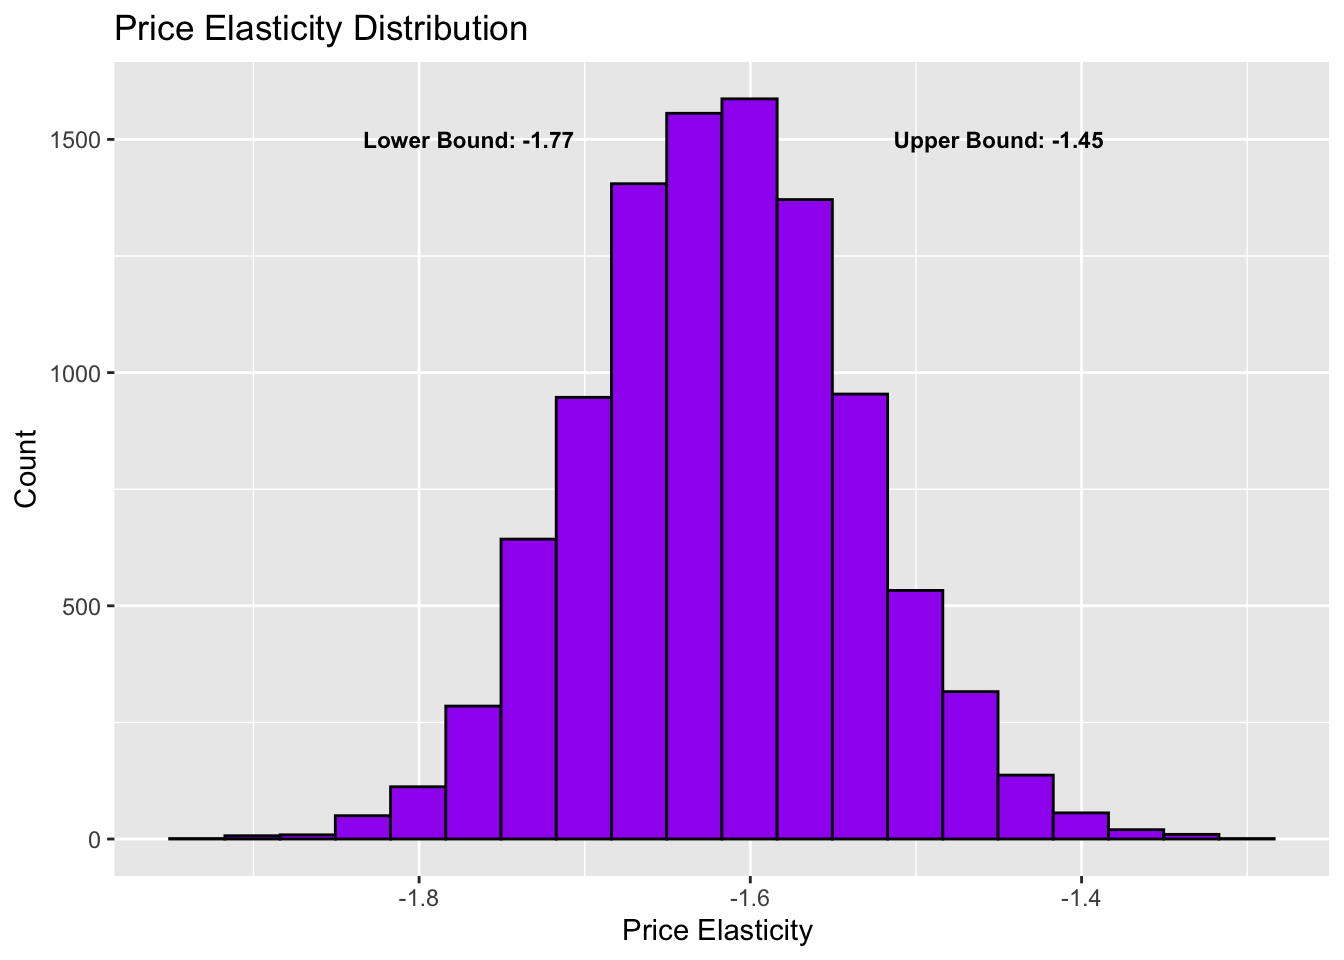 Price Elasticity Distribution
Lower Bound: -1.77
Upper Bound: -1.45
1500
1000
500
0
Count
-1.8
-1.6
-1.4
Price Elasticity